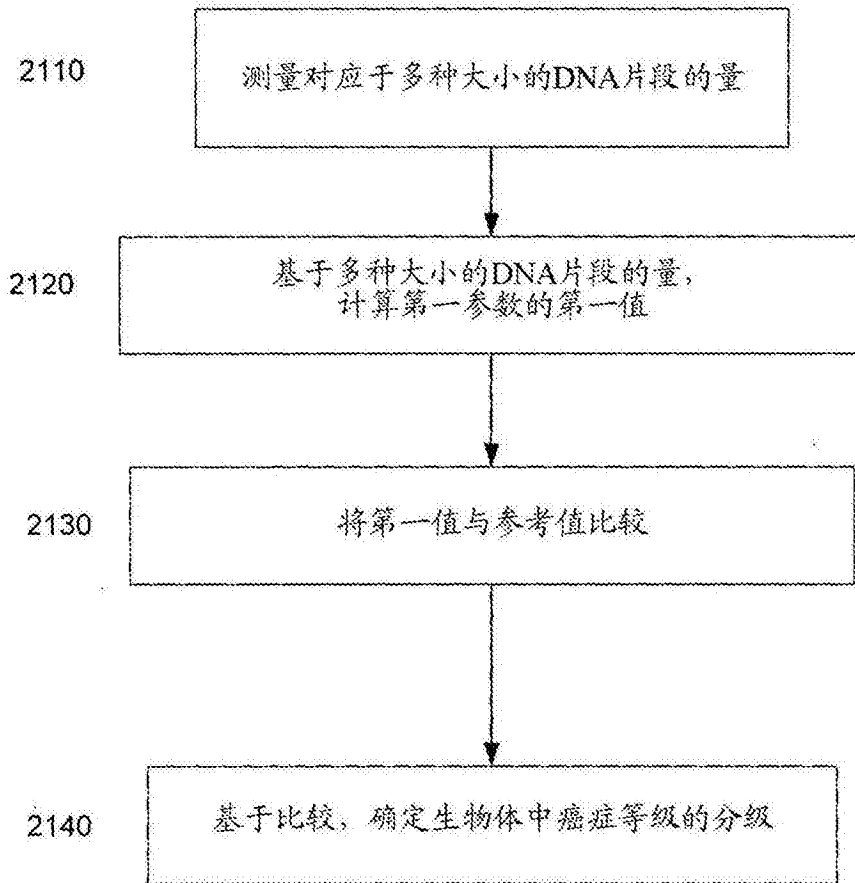 2110
测量对应于多种大小的DNA片段的量
2120
基于多种大小的DNA片段的量，
计算第一参数的第一值
2130
将第一值与参考值比较
2140
基于比较，确定生物体中癌症等级的分级